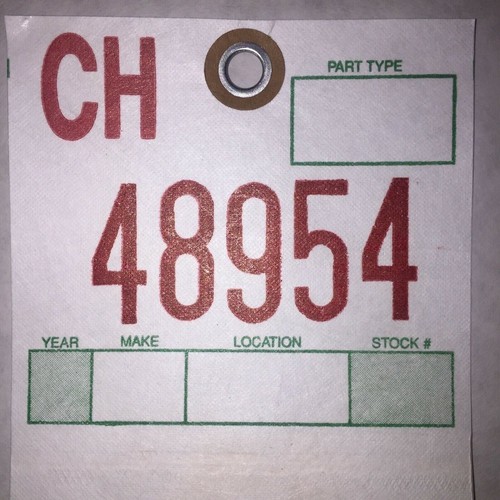 CH
PART TYPE
48954
YEAR MAKE LOCATION STOCK #